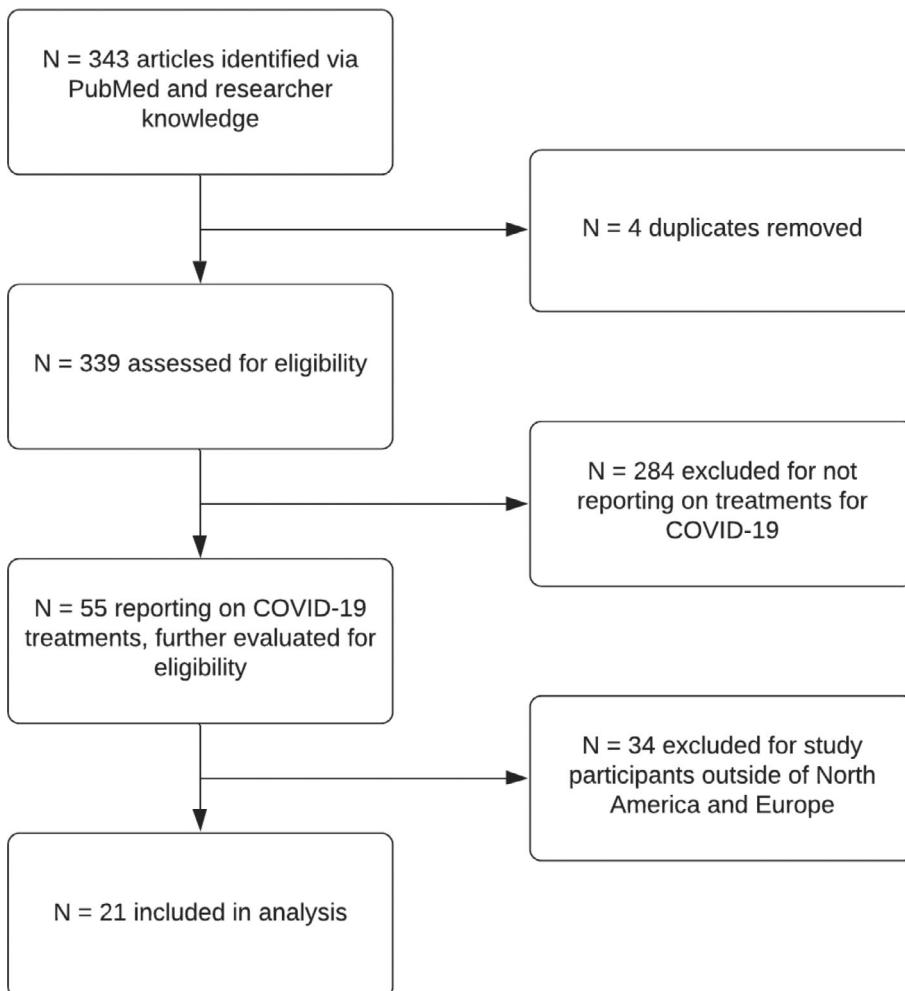 N = 343 articles identified via
PubMed and researcher
knowledge
N = 4 duplicates removed
N = 339 assessed for eligibility
N = 284 excluded for not
reporting on treatments for
COVID-19
N = 55 reporting on COVID-19
treatments, further evaluated for
eligibility
N = 34 excluded for study
participants outside of North
America and Europe
N = 21 included in analysis